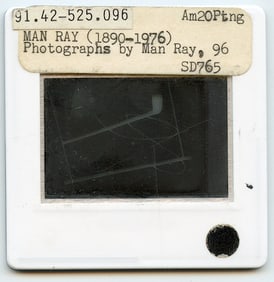 91.42-525.096 Am20Ptng
MAN RAY (1890-1976)
Photographs by Man Ray, 96
SD765